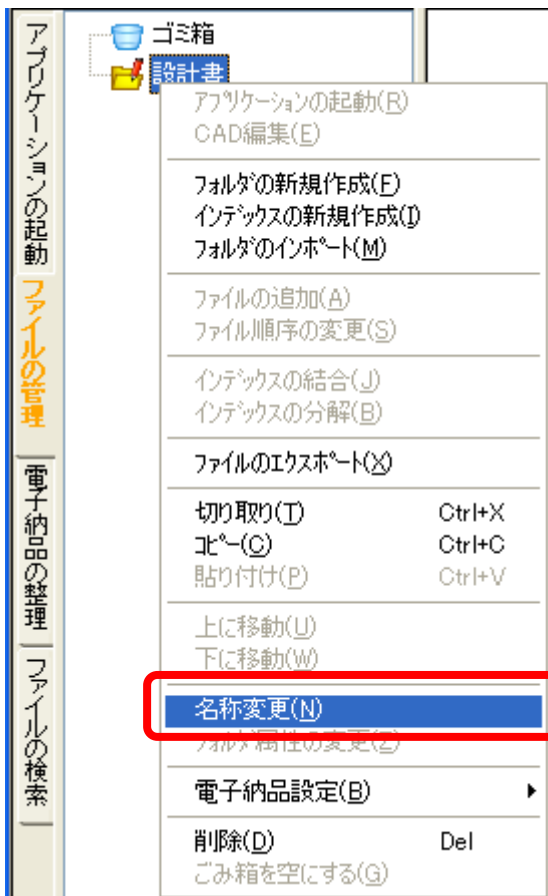 アプリケーションの起動
ファイルの管理
電子納品の整理
ファイルの検索
ゴミ箱
設計書
ｱﾌﾟﾘｹｰｼｮﾝの起動(R)
CAD編集(E)
ﾌｫﾙﾀﾞの新規作成(F)
ｲﾝﾃﾞｯｸｽの新規作成(I)
ﾌｫﾙﾀﾞのｲﾝﾎﾟｰﾄ(M)
ﾌｧｲﾙの追加(A)
ﾌｧｲﾙ順序の変更(S)
ｲﾝﾃﾞｯｸｽの結合(J)
ｲﾝﾃﾞｯｸｽの分解(B)
ﾌｧｲﾙのｴｸｽﾎﾟｰﾄ(X)
切り取り(T) Ctrl+X
ｺﾋﾟｰ(C) Ctrl+C
貼り付け(P) Ctrl+V
上に移動(U)
下に移動(W)
名称変更(N)
ﾌｫﾙﾀﾞ属性の変更(Z)
電子納品設定(B)
削除(D) Del
ごみ箱を空にする(G)